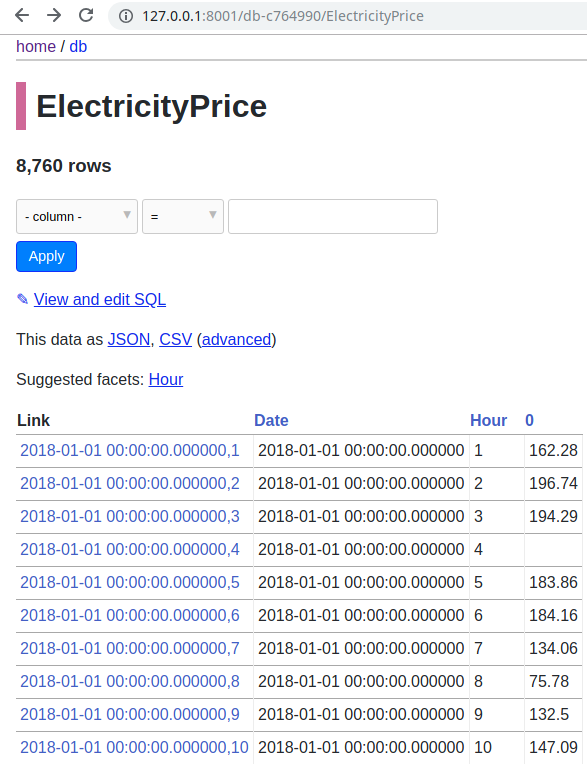 127.0.0.1:8001/db-c764990/ElectricityPrice
home / db
ElectricityPrice
8,760 rows
- column - ▼ = ▼
Apply
✎ View and edit SQL
This data as JSON, CSV (advanced)
Suggested facets: Hour
Link Date Hour 0
2018-01-01 00:00:00.000000,1 2018-01-01 00:00:00.000000 1 162.28
2018-01-01 00:00:00.000000,2 2018-01-01 00:00:00.000000 2 196.74
2018-01-01 00:00:00.000000,3 2018-01-01 00:00:00.000000 3 194.29
2018-01-01 00:00:00.000000,4 2018-01-01 00:00:00.000000 4
2018-01-01 00:00:00.000000,5 2018-01-01 00:00:00.000000 5 183.86
2018-01-01 00:00:00.000000,6 2018-01-01 00:00:00.000000 6 184.16
2018-01-01 00:00:00.000000,7 2018-01-01 00:00:00.000000 7 134.06
2018-01-01 00:00:00.000000,8 2018-01-01 00:00:00.000000 8 75.78
2018-01-01 00:00:00.000000,9 2018-01-01 00:00:00.000000 9 132.5
2018-01-01 00:00:00.000000,10 2018-01-01 00:00:00.000000 10 147.09